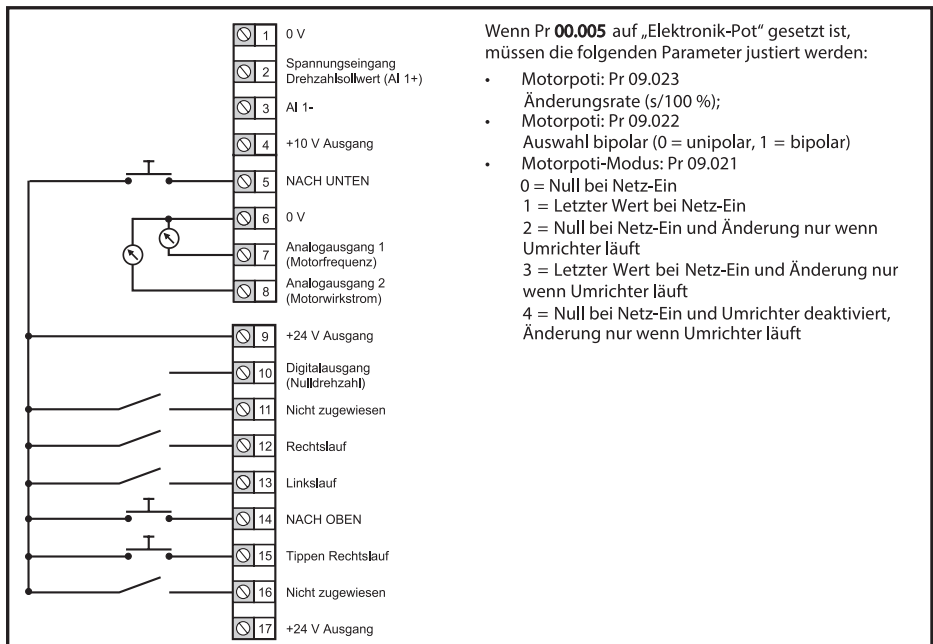 1 0 V
2 Spannungseingang
Drehzahlsollwert (AI 1+)
3 AI 1-
4 +10 V Ausgang
5 NACH UNTEN
6 0 V
7 Analogausgang 1
(Motorfrequenz)
8 Analogausgang 2
(Motorwirkstrom)
9 +24 V Ausgang
10 Digitalausgang
(Nulldrehzahl)
11 Nicht zugewiesen
12 Rechtslauf
13 Linkslauf
14 NACH OBEN
15 Tippen Rechtslauf
16 Nicht zugewiesen
17 +24 V Ausgang
Wenn Pr 00.005 auf „Elektronik-Pot“ gesetzt ist,
müssen die folgenden Parameter justiert werden:
• Motorpoti: Pr 09.023
Änderungsrate (s/100 %);
• Motorpoti: Pr 09.022
Auswahl bipolar (0 = unipolar, 1 = bipolar)
• Motorpoti-Modus: Pr 09.021
0 = Null bei Netz-Ein
1 = Letzter Wert bei Netz-Ein
2 = Null bei Netz-Ein und Änderung nur wenn
Umrichter läuft
3 = Letzter Wert bei Netz-Ein und Änderung nur
wenn Umrichter läuft
4 = Null bei Netz-Ein und Umrichter deaktiviert,
Änderung nur wenn Umrichter läuft